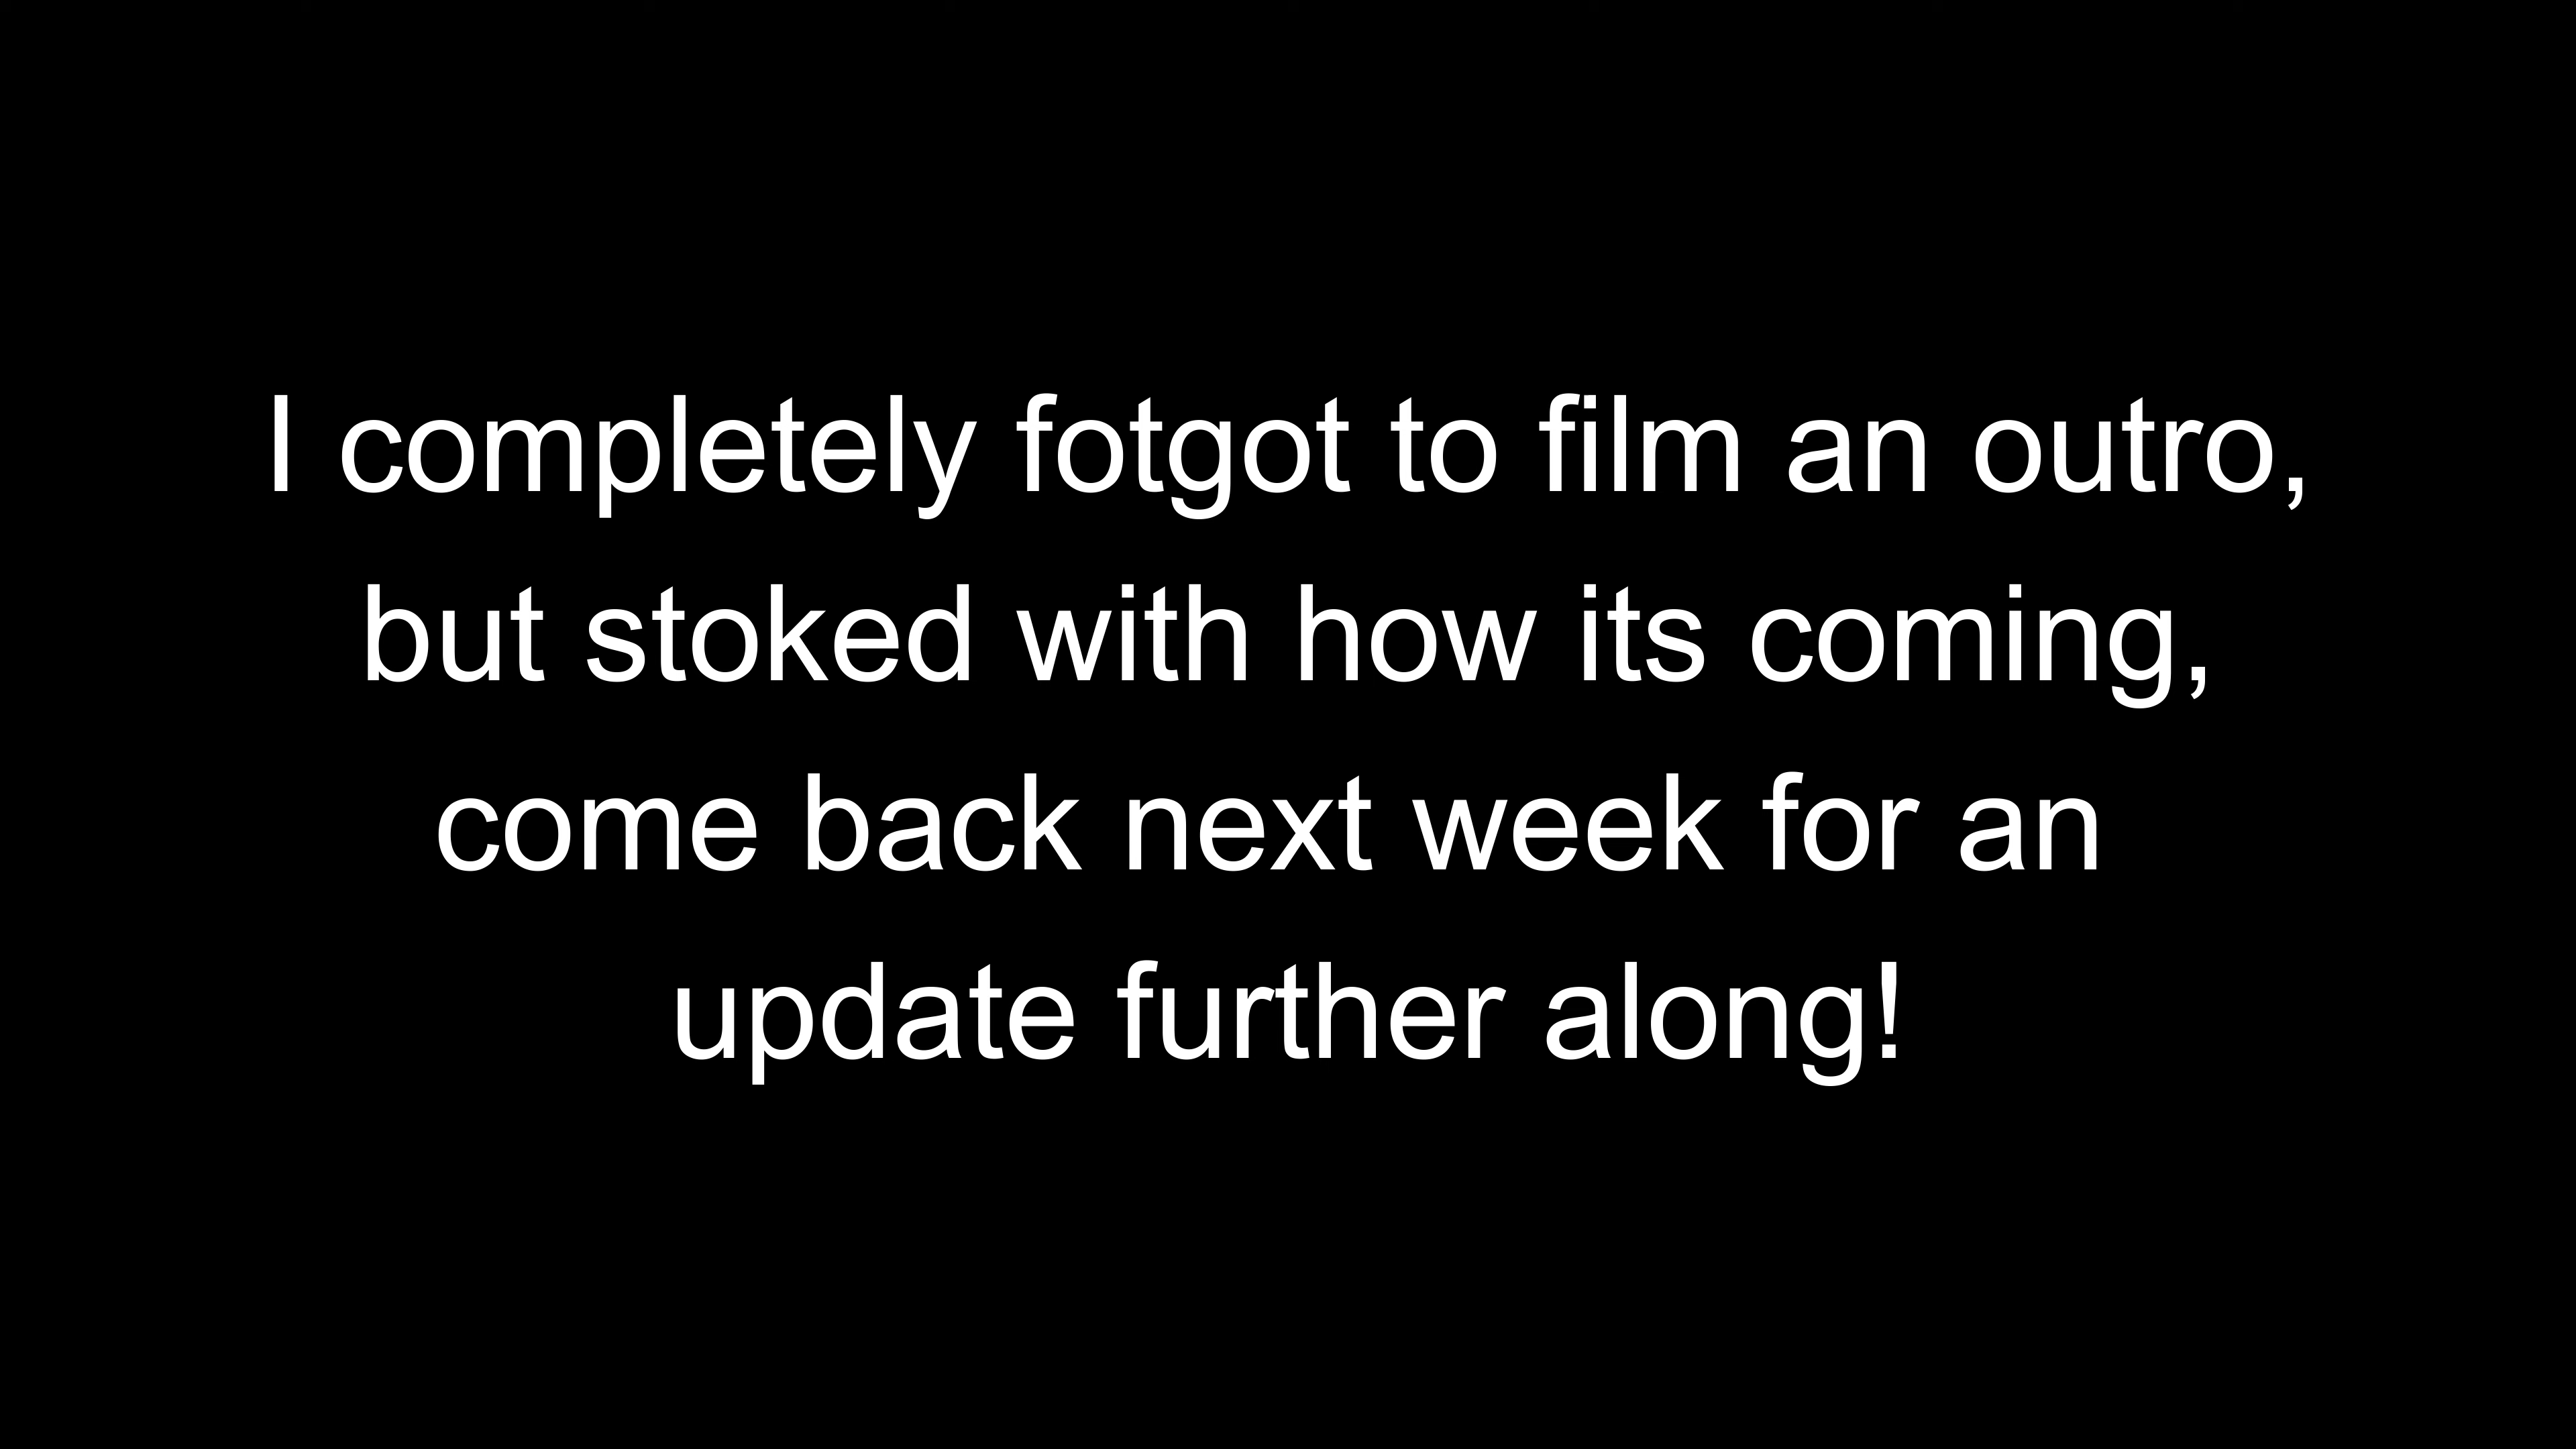 I completely fotgot to film an outro,
but stoked with how its coming,
come back next week for an
update further along!